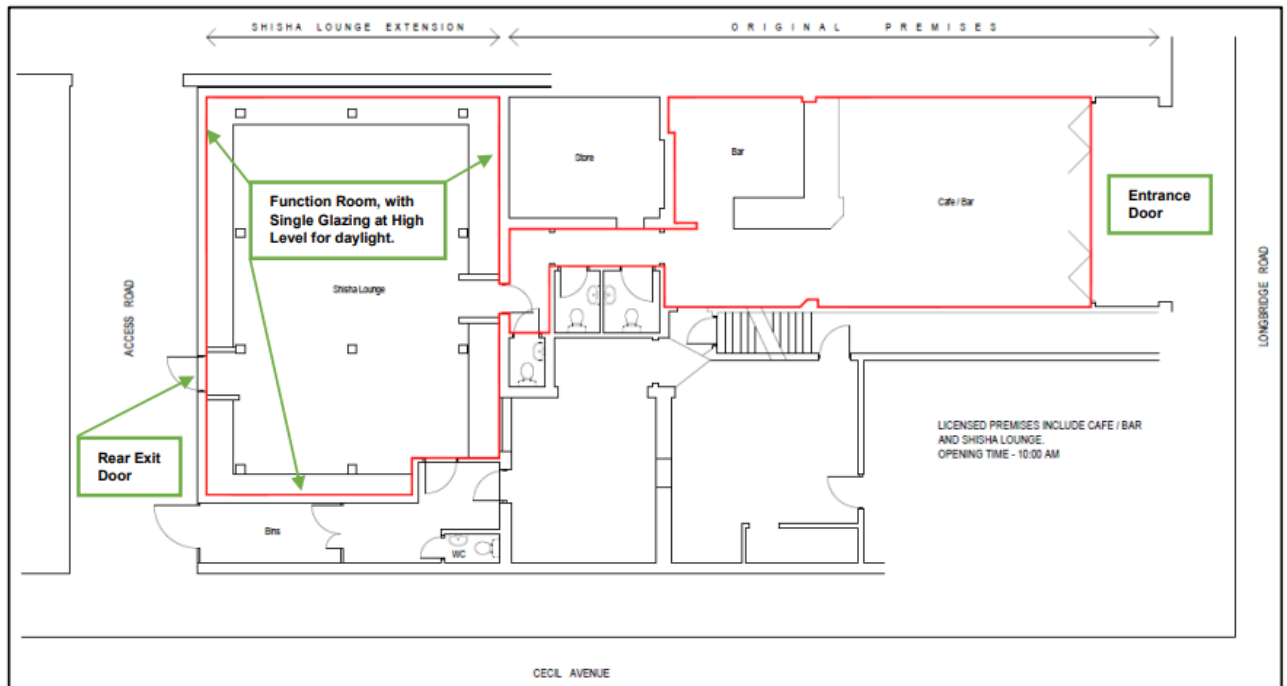 SHISHA LOUNGE EXTENSION
ORIGINAL PREMISES
Store
Bar
Cafe / Bar
Entrance
Door
Function Room, with
Single Glazing at High
Level for daylight.
Shisha Lounge
ACCESS ROAD
LONGBRIDGE ROAD
Rear Exit
Door
LICENSED PREMISES INCLUDE CAFE / BAR
AND SHISHA LOUNGE.
OPENING TIME - 10:00 AM
Bins
WC
CECIL AVENUE